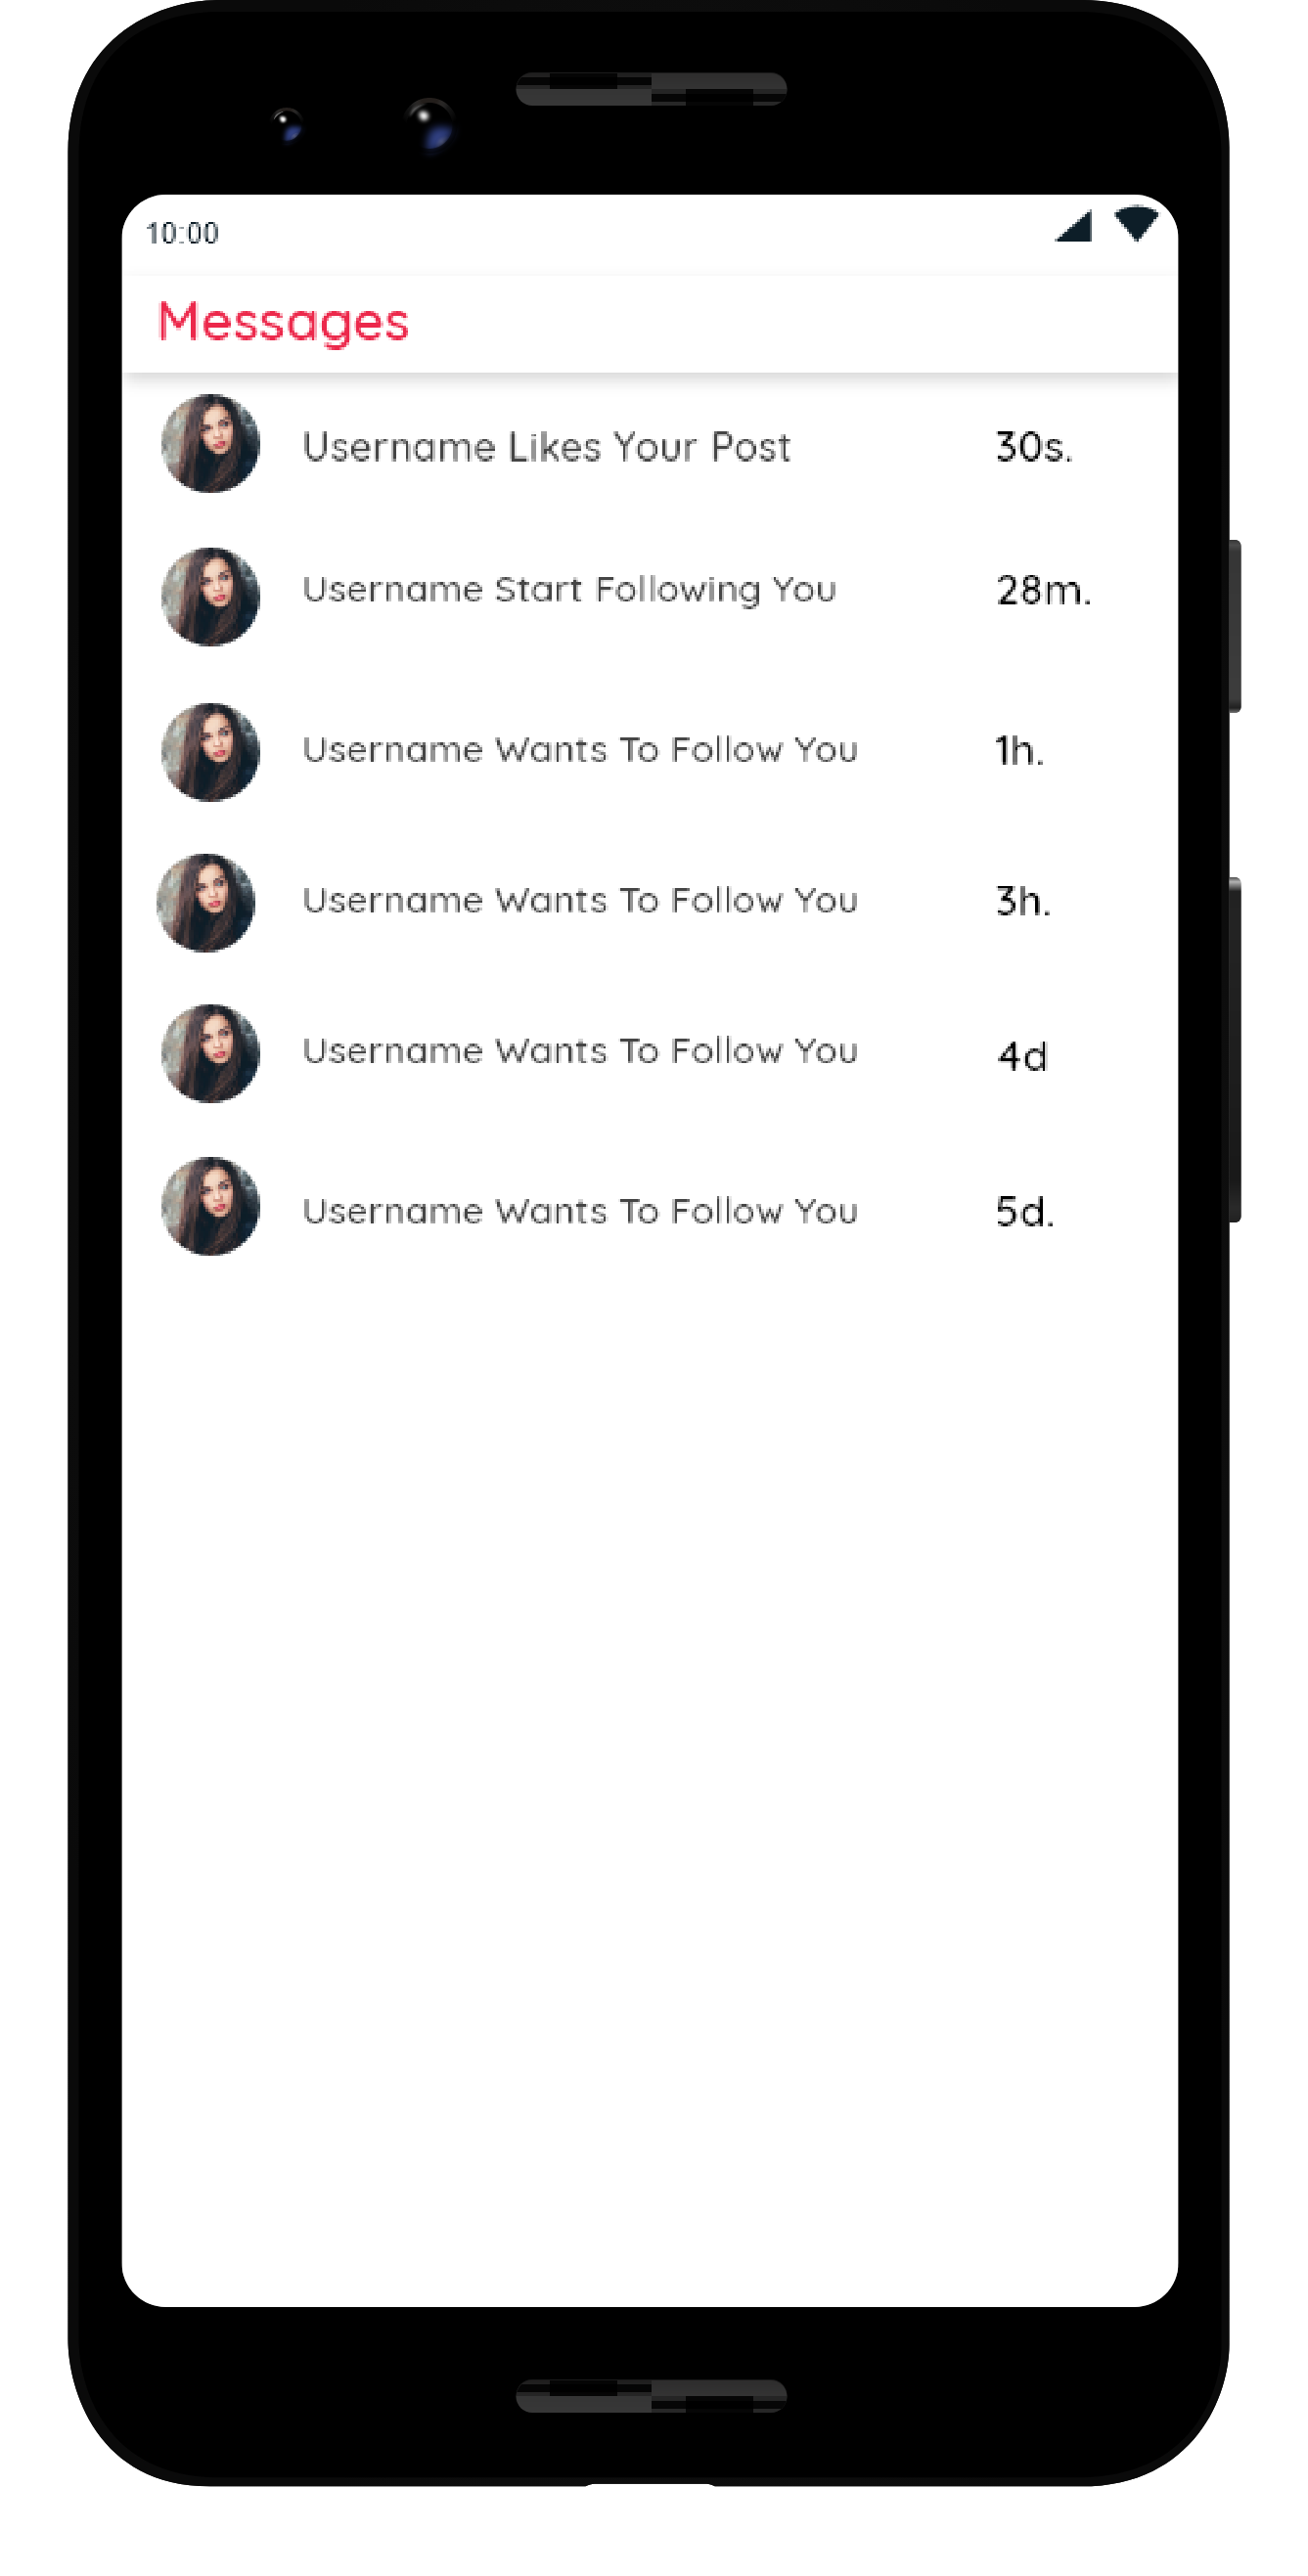 10:00
Messages
Username Likes Your Post 30s.
Username Start Following You 28m.
Username Wants To Follow You 1h.
Username Wants To Follow You 3h.
Username Wants To Follow You 4d
Username Wants To Follow You 5d.